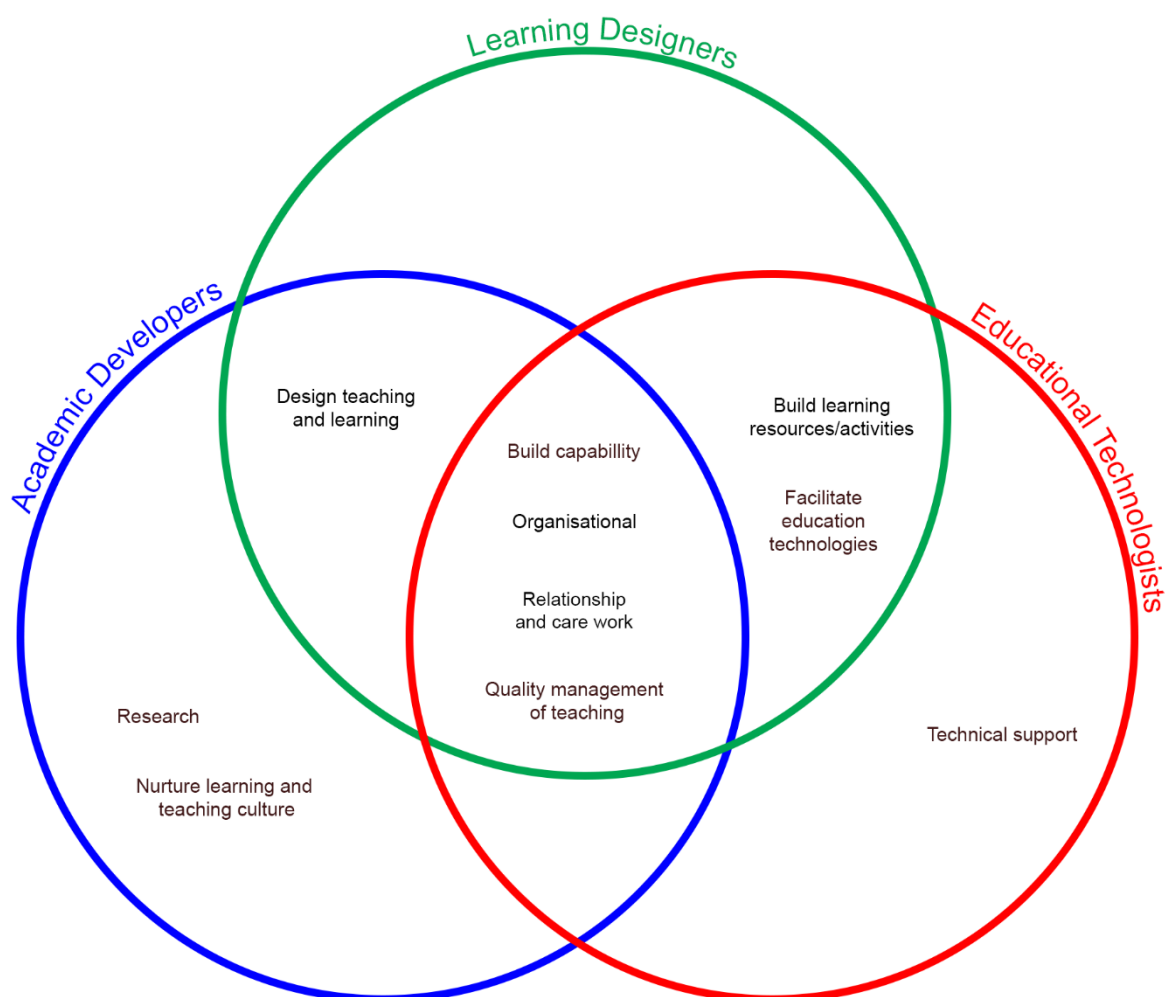 Learning Designers
Academic Developers
Educational Technologists
Design teaching
and learning
Build capabillity
Organisational
Relationship
and care work
Quality management
of teaching
Build learning
resources/activities
Facilitate
education
technologies
Research
Nurture learning and
teaching culture
Technical support